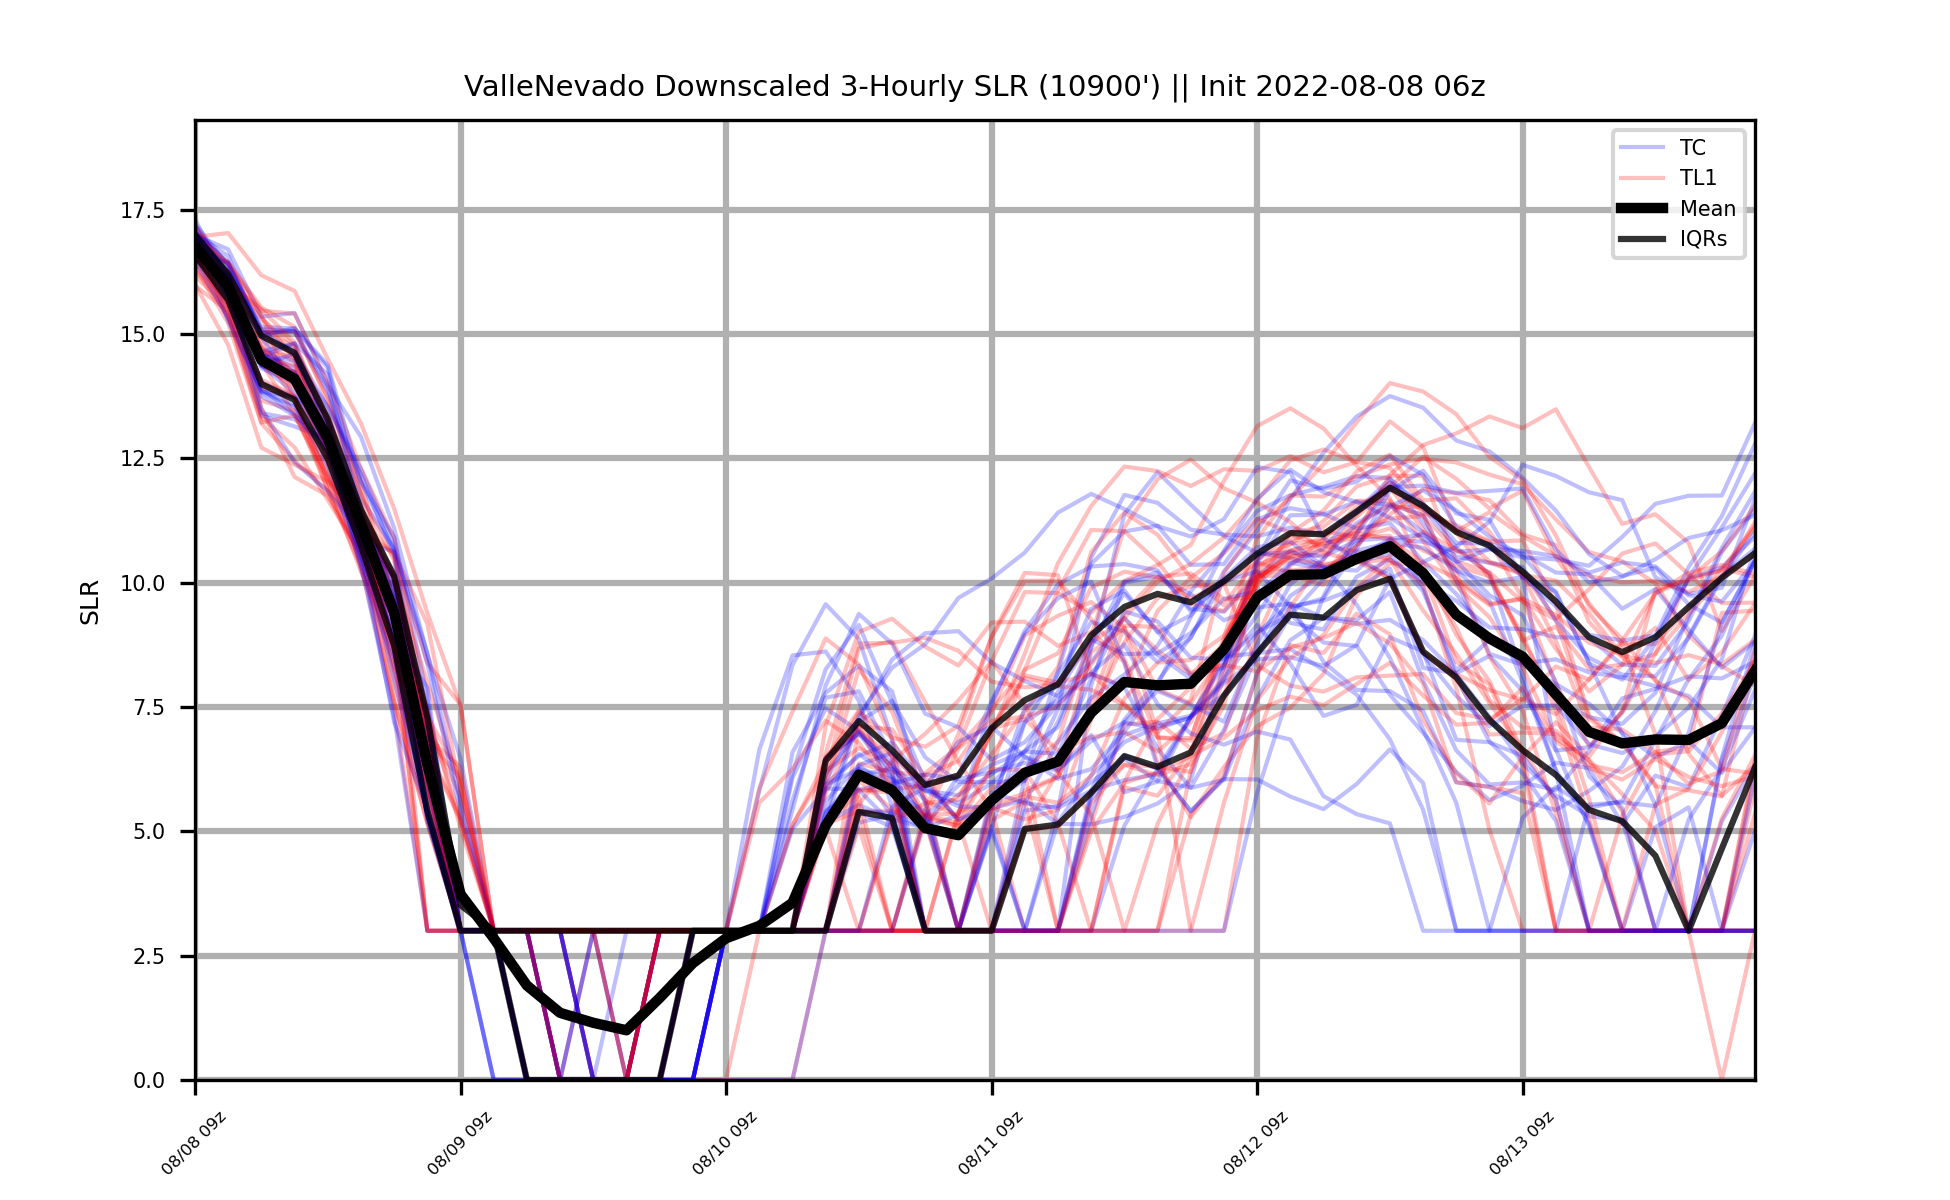 ValleNevado Downscaled 3-Hourly SLR (10900') || Init 2022-08-08 06z
TC
TL1
Mean
IQRs
SLR
17.5
15.0
12.5
10.0
7.5
5.0
2.5
0.0
08/08 09z
08/09 09z
08/10 09z
08/11 09z
08/12 09z
08/13 09z